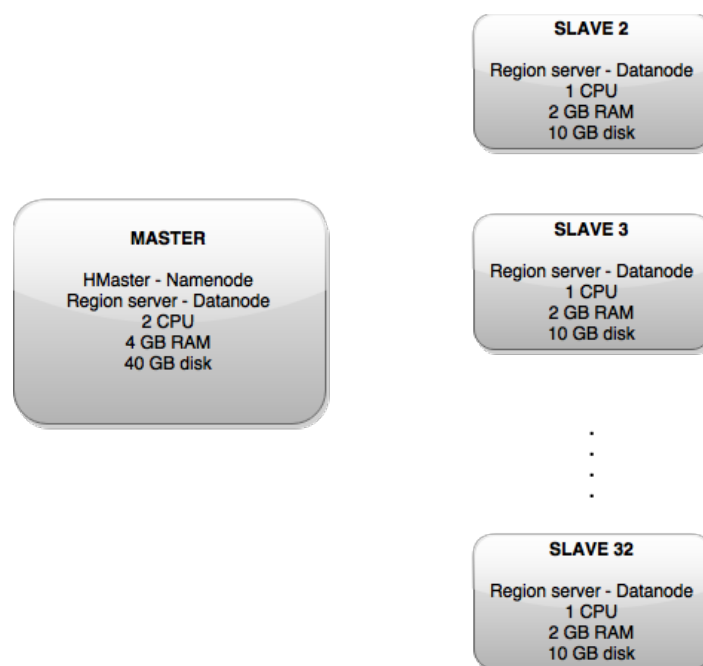 SLAVE 2
Region server - Datanode
1 CPU
2 GB RAM
10 GB disk
MASTER
HMaster - Namenode
Region server - Datanode
2 CPU
4 GB RAM
40 GB disk
SLAVE 3
Region server - Datanode
1 CPU
2 GB RAM
10 GB disk
.
.
.
.
SLAVE 32
Region server - Datanode
1 CPU
2 GB RAM
10 GB disk